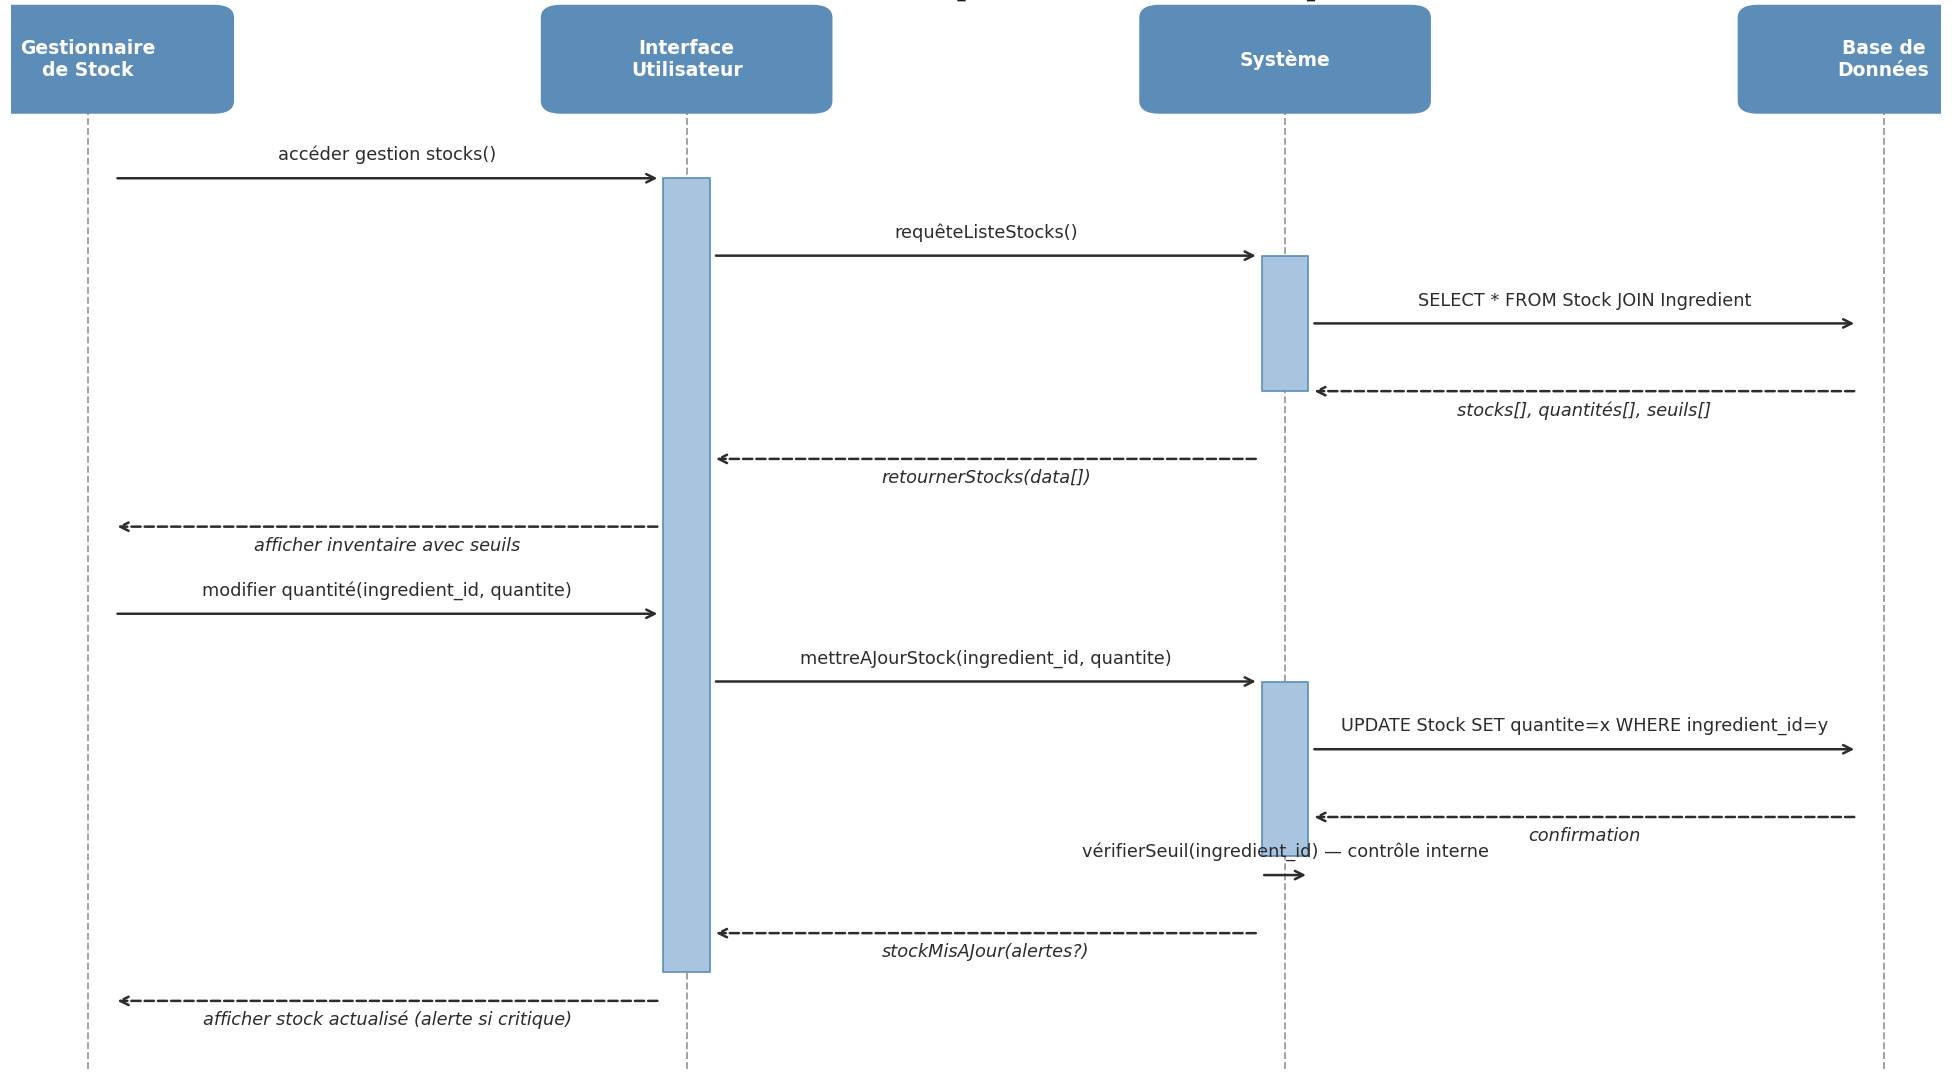 Gestionnaire
de Stock
Interface
Utilisateur
Système
Base de
Données
accéder gestion stocks()
requêteListeStocks()
SELECT * FROM Stock JOIN Ingredient
stocks[], quantités[], seuils[]
retournerStocks(data[])
afficher inventaire avec seuils
modifier quantité(ingredient_id, quantite)
mettreAJourStock(ingredient_id, quantite)
UPDATE Stock SET quantite=x WHERE ingredient_id=y
confirmation
vérifierSeuil(ingredient_id) — contrôle interne
stockMisAJour(alertes?)
afficher stock actualisé (alerte si critique)